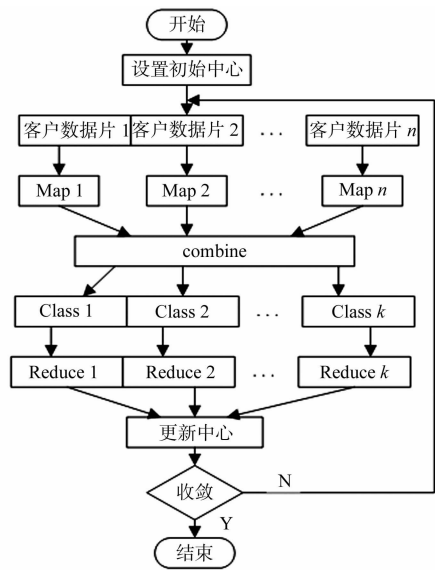 开始
设置初始中心
客户数据片 1 客户数据片 2 ... 客户数据片 n
Map 1 Map 2 ... Map n
combine
Class 1 Class 2 ... Class k
Reduce 1 Reduce 2 ... Reduce k
更新中心
收敛 N
Y
结束